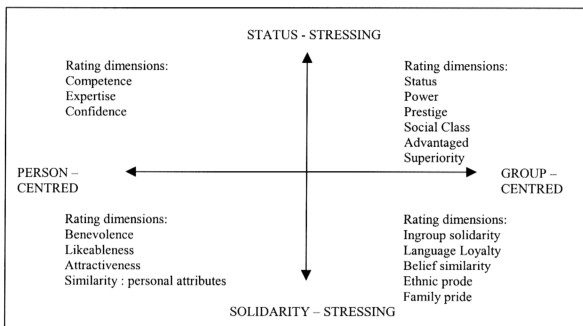 STATUS - STRESSING
Rating dimensions:
Competence
Expertise
Confidence
Rating dimensions:
Status
Power
Prestige
Social Class
Advantaged
Superiority
PERSON –
CENTRED
GROUP –
CENTRED
Rating dimensions:
Benevolence
Likeableness
Attractiveness
Similarity : personal attributes
Rating dimensions:
Ingroup solidarity
Language Loyalty
Belief similarity
Ethnic prode
Family pride
SOLIDARITY – STRESSING